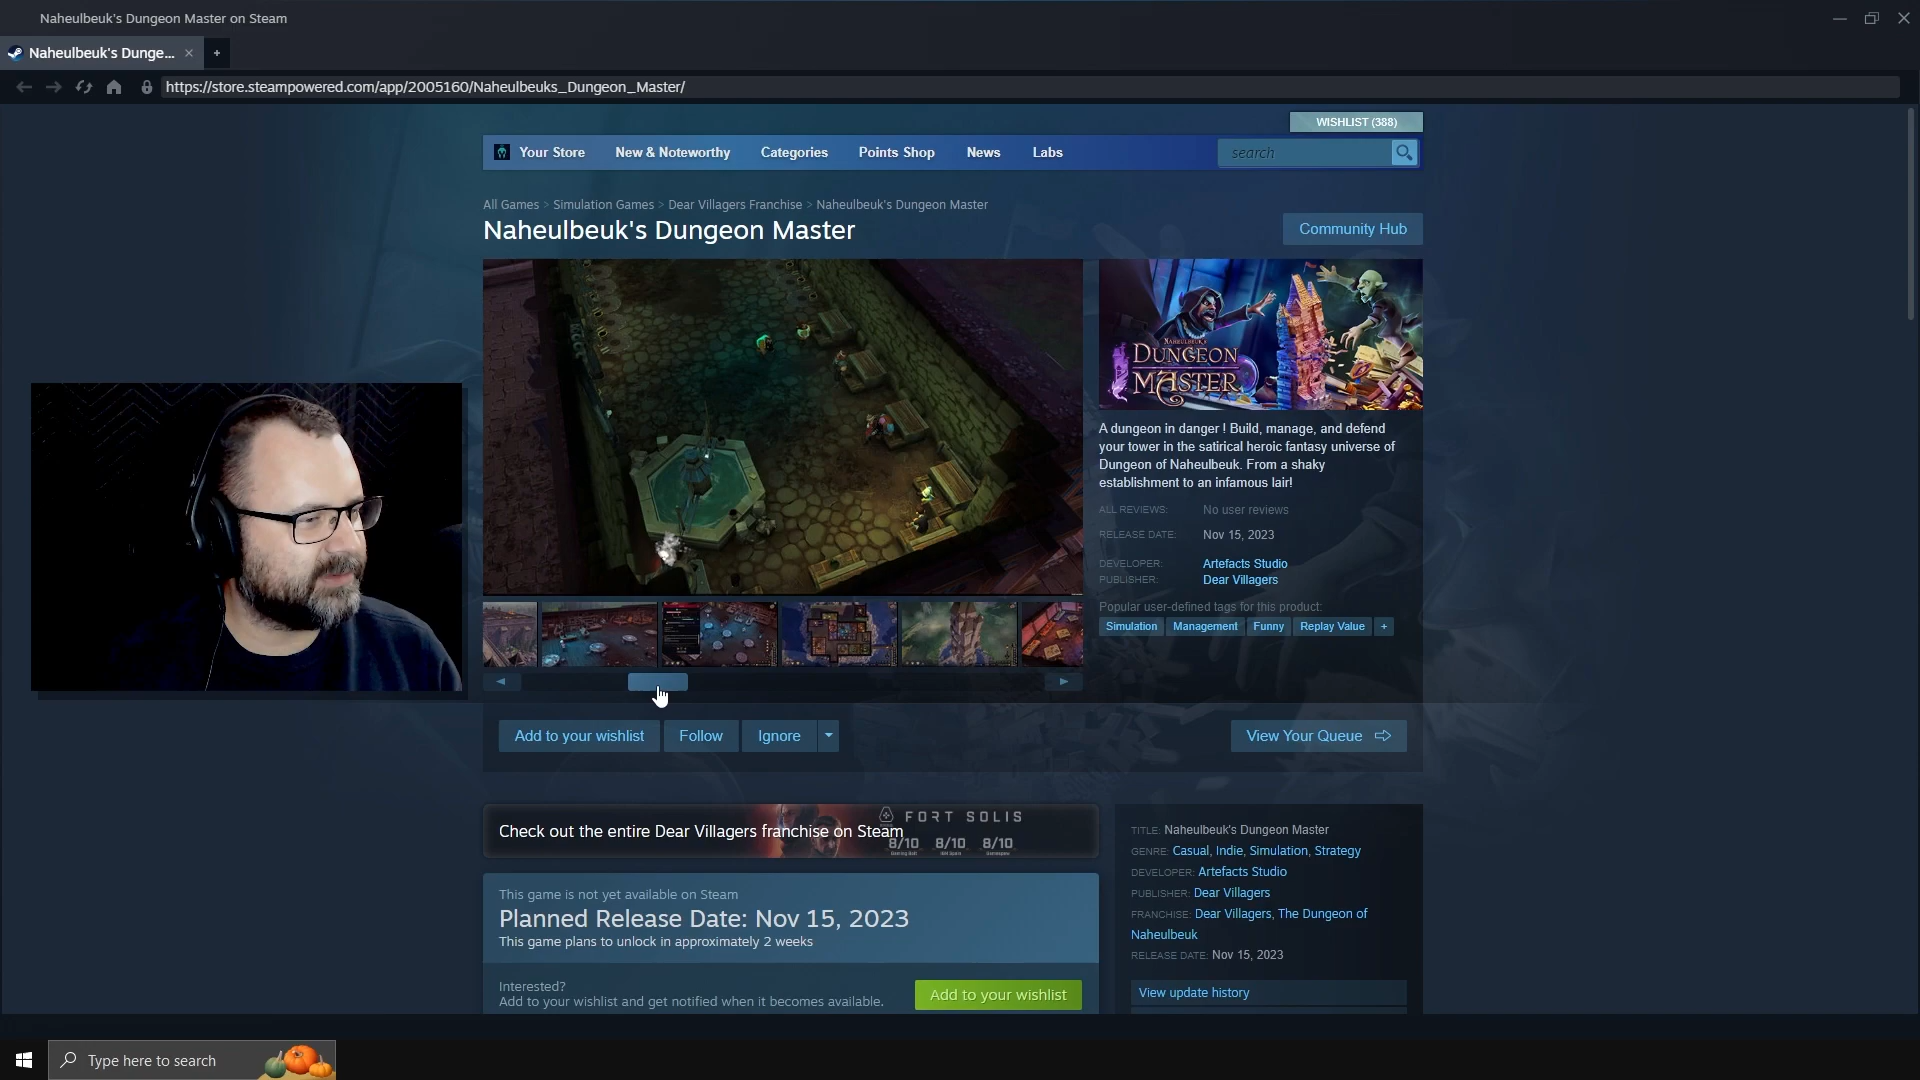 Naheulbeuk's Dungeon Master on Steam
Naheulbeuk's Dunge...
https://store.steampowered.com/app/2005160/Naheulbeuks_Dungeon_Master/
WISHLIST (388)
Your Store New & Noteworthy Categories Points Shop News Labs
search
All Games > Simulation Games > Dear Villagers Franchise > Naheulbeuk's Dungeon Master
Naheulbeuk's Dungeon Master
Community Hub
NAHEULBEUK'S
DUNGEON
MASTER
A dungeon in danger ! Build, manage, and defend
your tower in the satirical heroic fantasy universe of
Dungeon of Naheulbeuk. From a shaky
establishment to an infamous lair!
ALL REVIEWS: No user reviews
RELEASE DATE: Nov 15, 2023
DEVELOPER: Artefacts Studio
PUBLISHER: Dear Villagers
Popular user-defined tags for this product:
Simulation Management Funny Replay Value +
Add to your wishlist Follow Ignore
View Your Queue
Check out the entire Dear Villagers franchise on Steam
FORT SOLIS
8/10 8/10 8/10
This game is not yet available on Steam
Planned Release Date: Nov 15, 2023
This game plans to unlock in approximately 2 weeks
Interested?
Add to your wishlist and get notified when it becomes available.
Add to your wishlist
TITLE: Naheulbeuk's Dungeon Master
GENRE: Casual, Indie, Simulation, Strategy
DEVELOPER: Artefacts Studio
PUBLISHER: Dear Villagers
FRANCHISE: Dear Villagers, The Dungeon of
Naheulbeuk
RELEASE DATE: Nov 15, 2023
View update history
Type here to search